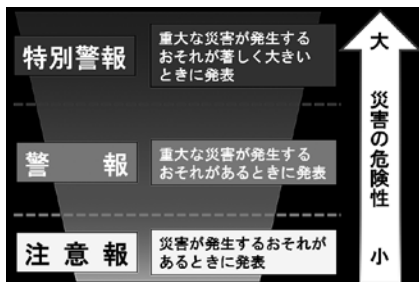 特別警報
重大な災害が発生する
おそれが著しく大きい
ときに発表
警報
重大な災害が発生する
おそれがあるときに発表
注意報
災害が発生するおそれが
あるときに発表
大
災害の危険性
小